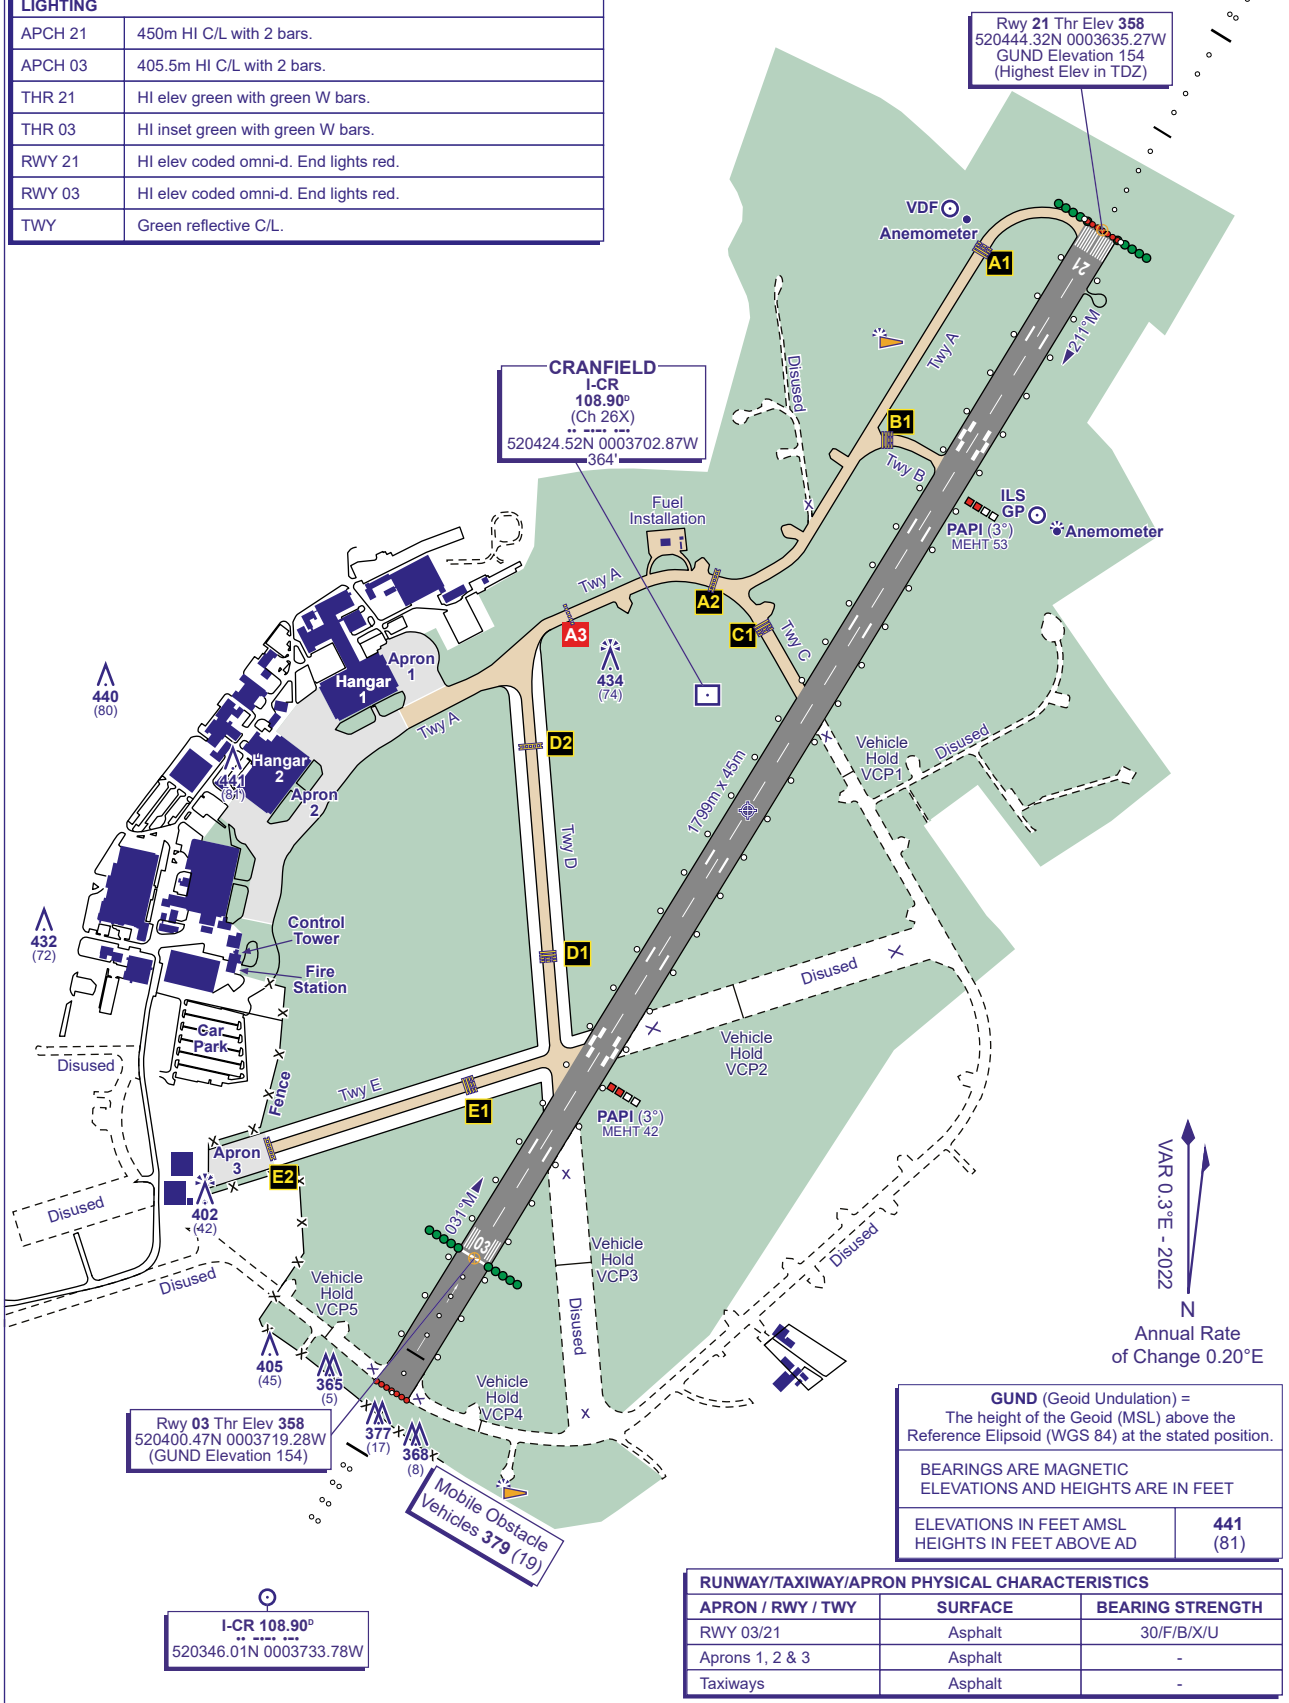 LIGHTING
APCH 21 450m HI C/L with 2 bars.
APCH 03 405.5m HI C/L with 2 bars.
THR 21 HI elev green with green W bars.
THR 03 HI inset green with green W bars.
RWY 21 HI elev coded omni-d. End lights red.
RWY 03 HI elev coded omni-d. End lights red.
TWY Green reflective C/L.
Rwy 21 Thr Elev 358
520444.32N 0003635.27W
GUND Elevation 154
(Highest Elev in TDZ)
VDF
Anemometer
A1
21
211°M
Twy A
Disused
CRANFIELD
I-CR
108.90ᴰ
(Ch 26X)
520424.52N 0003702.87W
364'
B1
Twy B
Fuel
Installation
ILS
GP
PAPI (3°)
MEHT 53
Anemometer
Twy A
A2
A3
C1
Twy C
434
(74)
Apron
1
Hangar
1
Twy A
440
(80)
441
(81)
Hangar
2
Apron
2
D2
Vehicle
Hold
VCP1
Disused
1799m x 45m
Twy D
432
(72)
Control
Tower
Fire
Station
D1
Disused
Car
Park
Disused
Vehicle
Hold
VCP2
Fence
Twy E
E1
PAPI (3°)
MEHT 42
Apron
3
E2
402
(42)
Disused
031°M
03
Disused
Disused
Vehicle
Hold
VCP3
Vehicle
Hold
VCP5
Disused
405
(45)
365
(5)
377
(17)
368
(8)
Vehicle
Hold
VCP4
Rwy 03 Thr Elev 358
520400.47N 0003719.28W
(GUND Elevation 154)
Mobile Obstacle
Vehicles 379 (19)
VAR 0.3°E - 2022
N
Annual Rate
of Change 0.20°E
GUND (Geoid Undulation) =
The height of the Geoid (MSL) above the
Reference Elipsoid (WGS 84) at the stated position.
BEARINGS ARE MAGNETIC
ELEVATIONS AND HEIGHTS ARE IN FEET
ELEVATIONS IN FEET AMSL 441
HEIGHTS IN FEET ABOVE AD (81)
I-CR 108.90ᴰ
520346.01N 0003733.78W
RUNWAY/TAXIWAY/APRON PHYSICAL CHARACTERISTICS
APRON / RWY / TWY SURFACE BEARING STRENGTH
RWY 03/21 Asphalt 30/F/B/X/U
Aprons 1, 2 & 3 Asphalt -
Taxiways Asphalt -